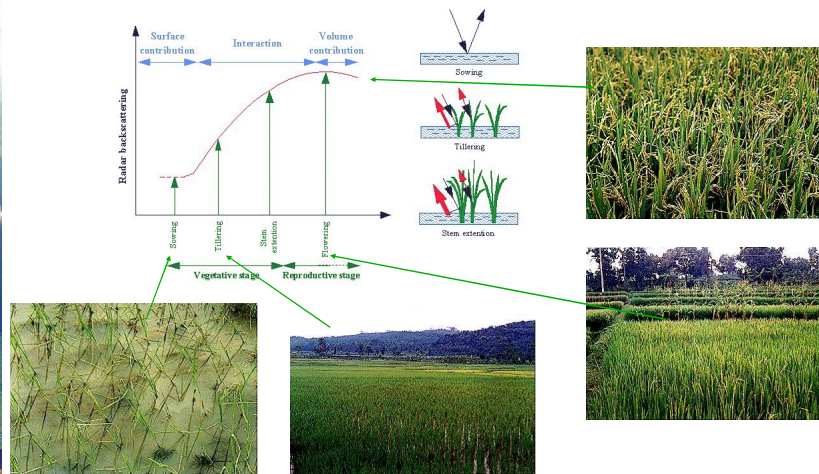 Surface
contribution
Interaction
Volume
contribution
Radar backscattering
Sowing
Tillering
Stem
extention
Flowering
Vegetative stage
Reproductive stage
Sowing
Tillering
Stem extention